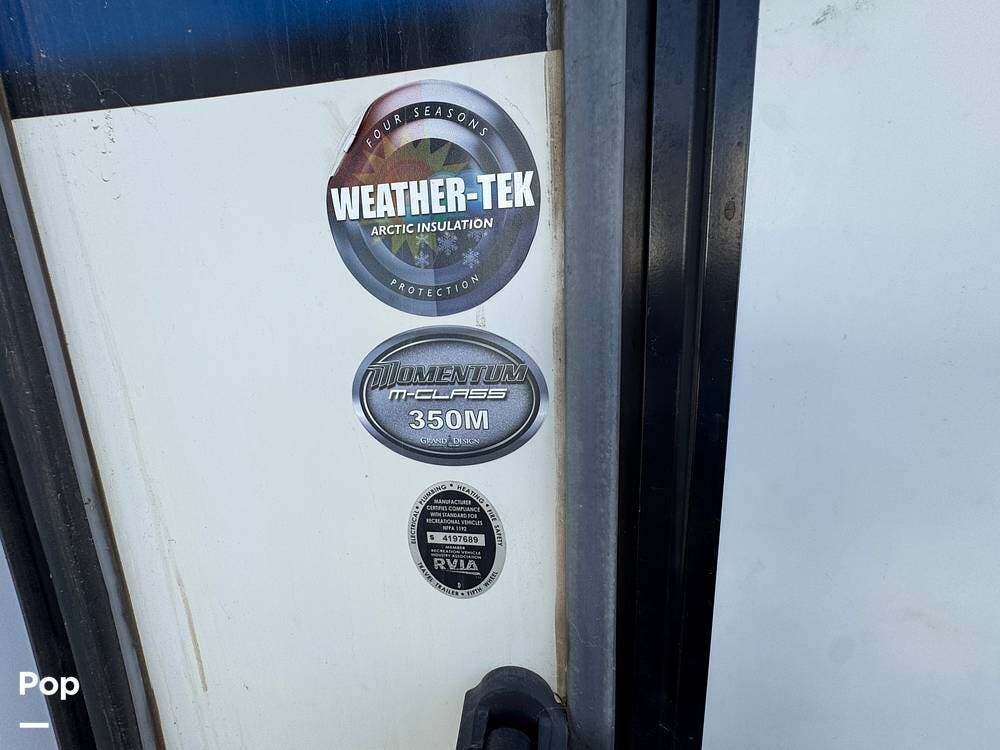 FOUR SEASONS
WEATHER-TEK
ARCTIC INSULATION
PROTECTION
MOMENTUM
M-CLASS
350M
GRAND DESIGN
ELECTRICAL • PLUMBING • HEATING • FIRE SAFETY
MANUFACTURER
CERTIFIES COMPLIANCE
WITH STANDARD FOR
RECREATIONAL VEHICLES
NFPA 1192
S 4197689
MEMBER
RECREATION VEHICLE
INDUSTRY ASSOCIATION
RVIA
D
TRAVEL TRAILER • FIFTH WHEEL
Pop